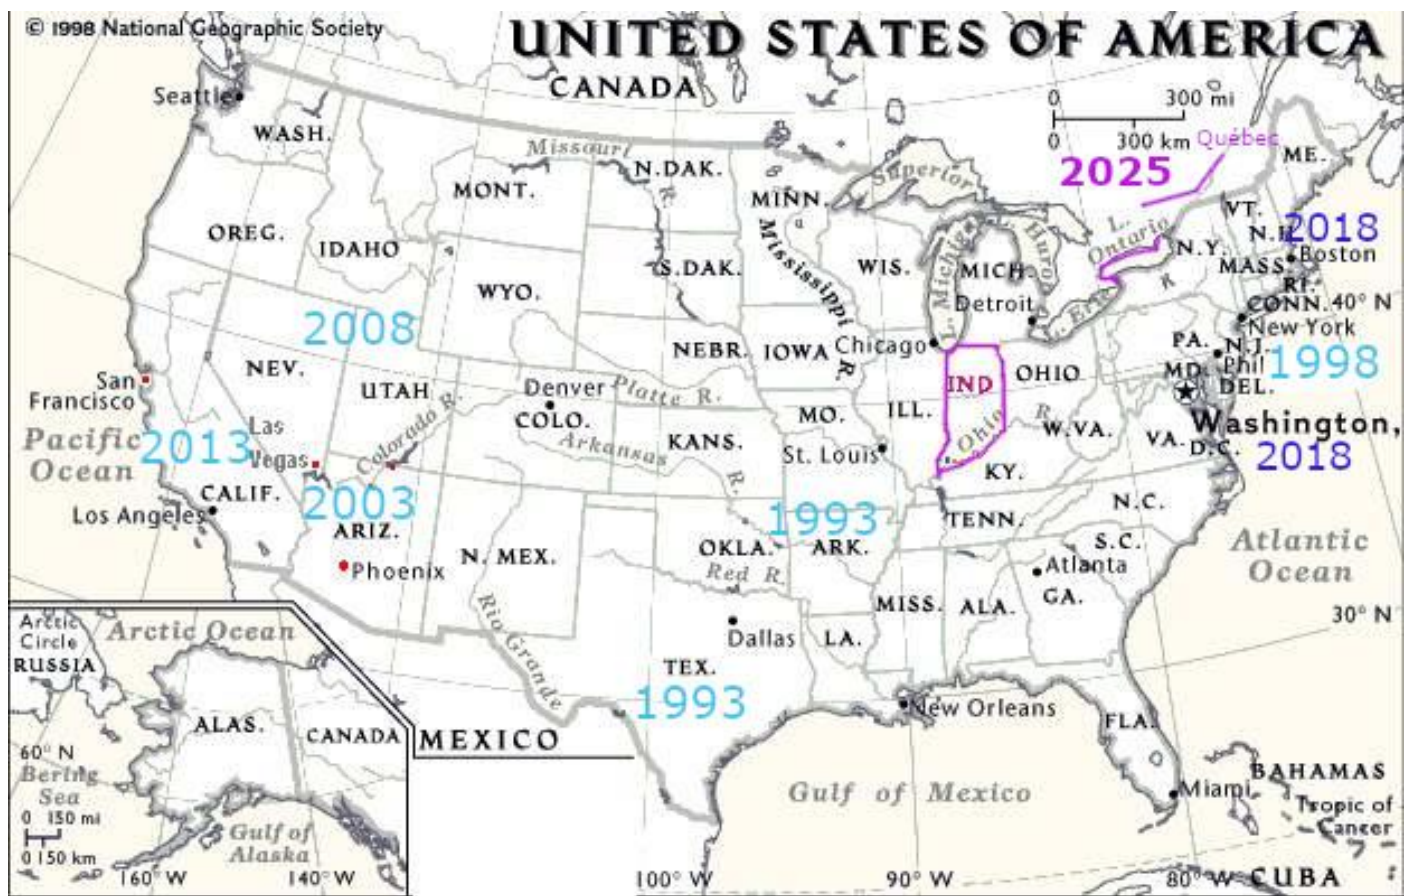 © 1998 National Geographic Society
UNITED STATES OF AMERICA
CANADA
0 300 mi
0 300 km
Québec
2025
Seattle
WASH.
Missouri
R.
N.DAK.
MONT.
MINN.
Superior
ME.
VT.
N.H.
2018
OREG.
IDAHO
S.DAK.
Mississippi R.
WIS.
L. Michig
MICH.
L. Huron
L. Ontario
N.Y.
MASS.
Boston
R.I.
CONN.
40° N
WYO.
Detroit
L. Erie
New York
2008
NEV.
UTAH
NEBR.
IOWA
Chicago
IND
OHIO
PA.
N.J.
Phil
1998
MD.
DEL.
San
Francisco
Denver
COLO.
Platte R.
Colorado R.
Arkansas
R.
KANS.
MO.
ILL.
Ohio
R.
W.VA.
VA.
Washington,
D.C.
2018
Pacific
Ocean
2013
Las
Vegas
St. Louis
KY.
CALIF.
2003
1993
N.C.
Los Angeles
ARIZ.
TENN.
S.C.
Atlantic
Ocean
N. MEX.
OKLA.
ARK.
Phoenix
Red R.
Atlanta
GA.
MISS.
ALA.
30° N
Rio Grande
Dallas
LA.
TEX.
1993
New Orleans
FLA.
Arctic
Circle
Arctic Ocean
RUSSIA
ALAS.
CANADA
MEXICO
60° N
Bering
Sea
0 150 mi
0 150 km
Gulf of
Alaska
Gulf of Mexico
Miami
BAHAMAS
Tropic of
Cancer
CUBA
160° W
140° W
100° W
90° W
80° W